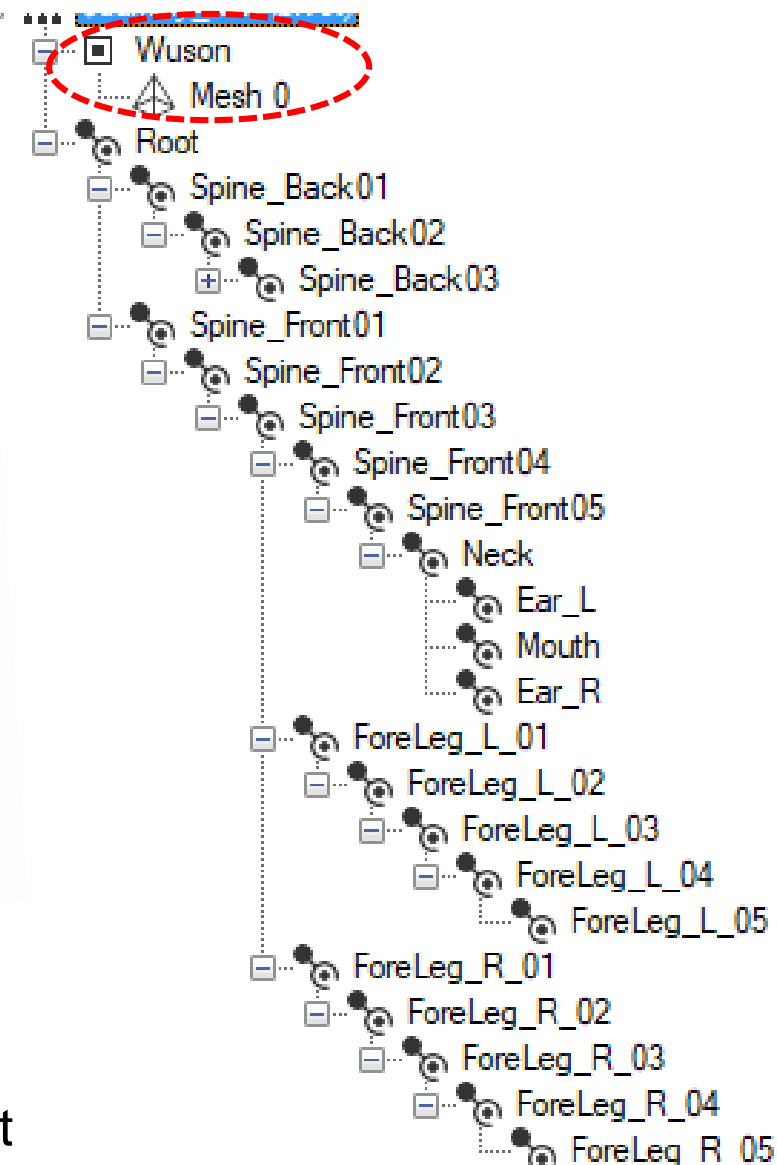 Wuson
Mesh 0
Root
Spine_Back01
Spine_Back02
Spine_Back03
Spine_Front01
Spine_Front02
Spine_Front03
Spine_Front04
Spine_Front05
Neck
Ear_L
Mouth
Ear_R
ForeLeg_L_01
ForeLeg_L_02
ForeLeg_L_03
ForeLeg_L_04
ForeLeg_L_05
ForeLeg_R_01
ForeLeg_R_02
ForeLeg_R_03
ForeLeg_R_04
t
ForeLeg_R_05